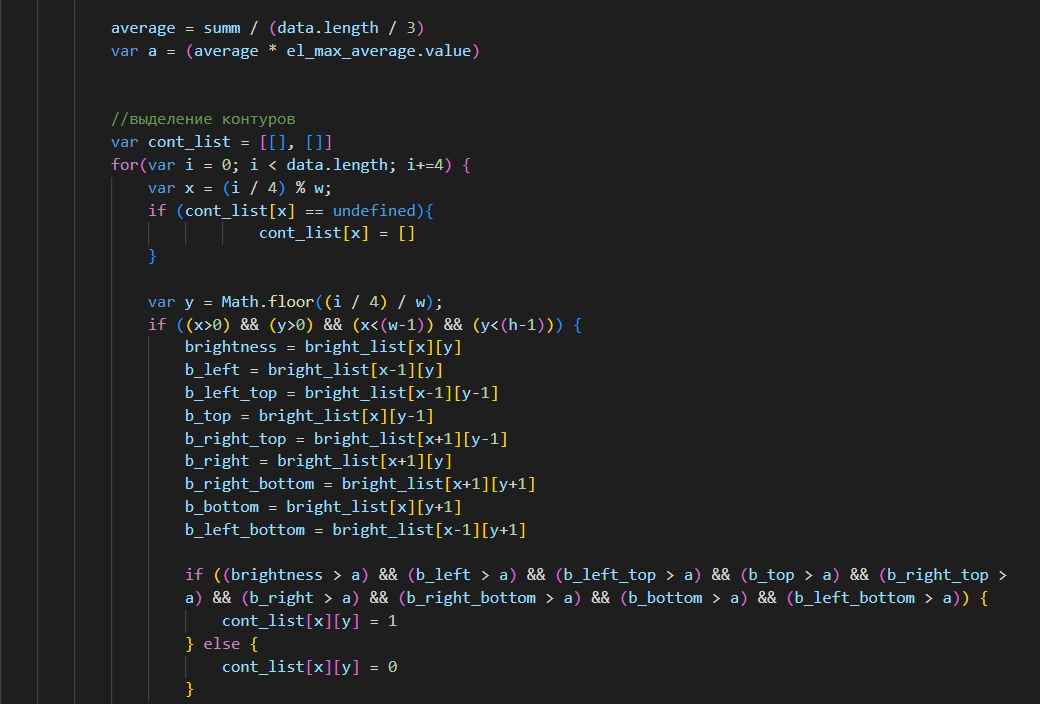 average = summ / (data.length / 3)
var a = (average * el_max_average.value)
//выделение контуров
var cont_list = [[], []]
for(var i = 0; i < data.length; i+=4) {
var x = (i / 4) % w;
if (cont_list[x] == undefined){
cont_list[x] = []
}
var y = Math.floor((i / 4) / w);
if ((x>0) && (y>0) && (x<(w-1)) && (y<(h-1))) {
brightness = bright_list[x][y]
b_left = bright_list[x-1][y]
b_left_top = bright_list[x-1][y-1]
b_top = bright_list[x][y-1]
b_right_top = bright_list[x+1][y-1]
b_right = bright_list[x+1][y]
b_right_bottom = bright_list[x+1][y+1]
b_bottom = bright_list[x][y+1]
b_left_bottom = bright_list[x-1][y+1]
if ((brightness > a) && (b_left > a) && (b_left_top > a) && (b_top > a) && (b_right_top >
a) && (b_right > a) && (b_right_bottom > a) && (b_bottom > a) && (b_left_bottom > a)) {
cont_list[x][y] = 1
} else {
cont_list[x][y] = 0
}